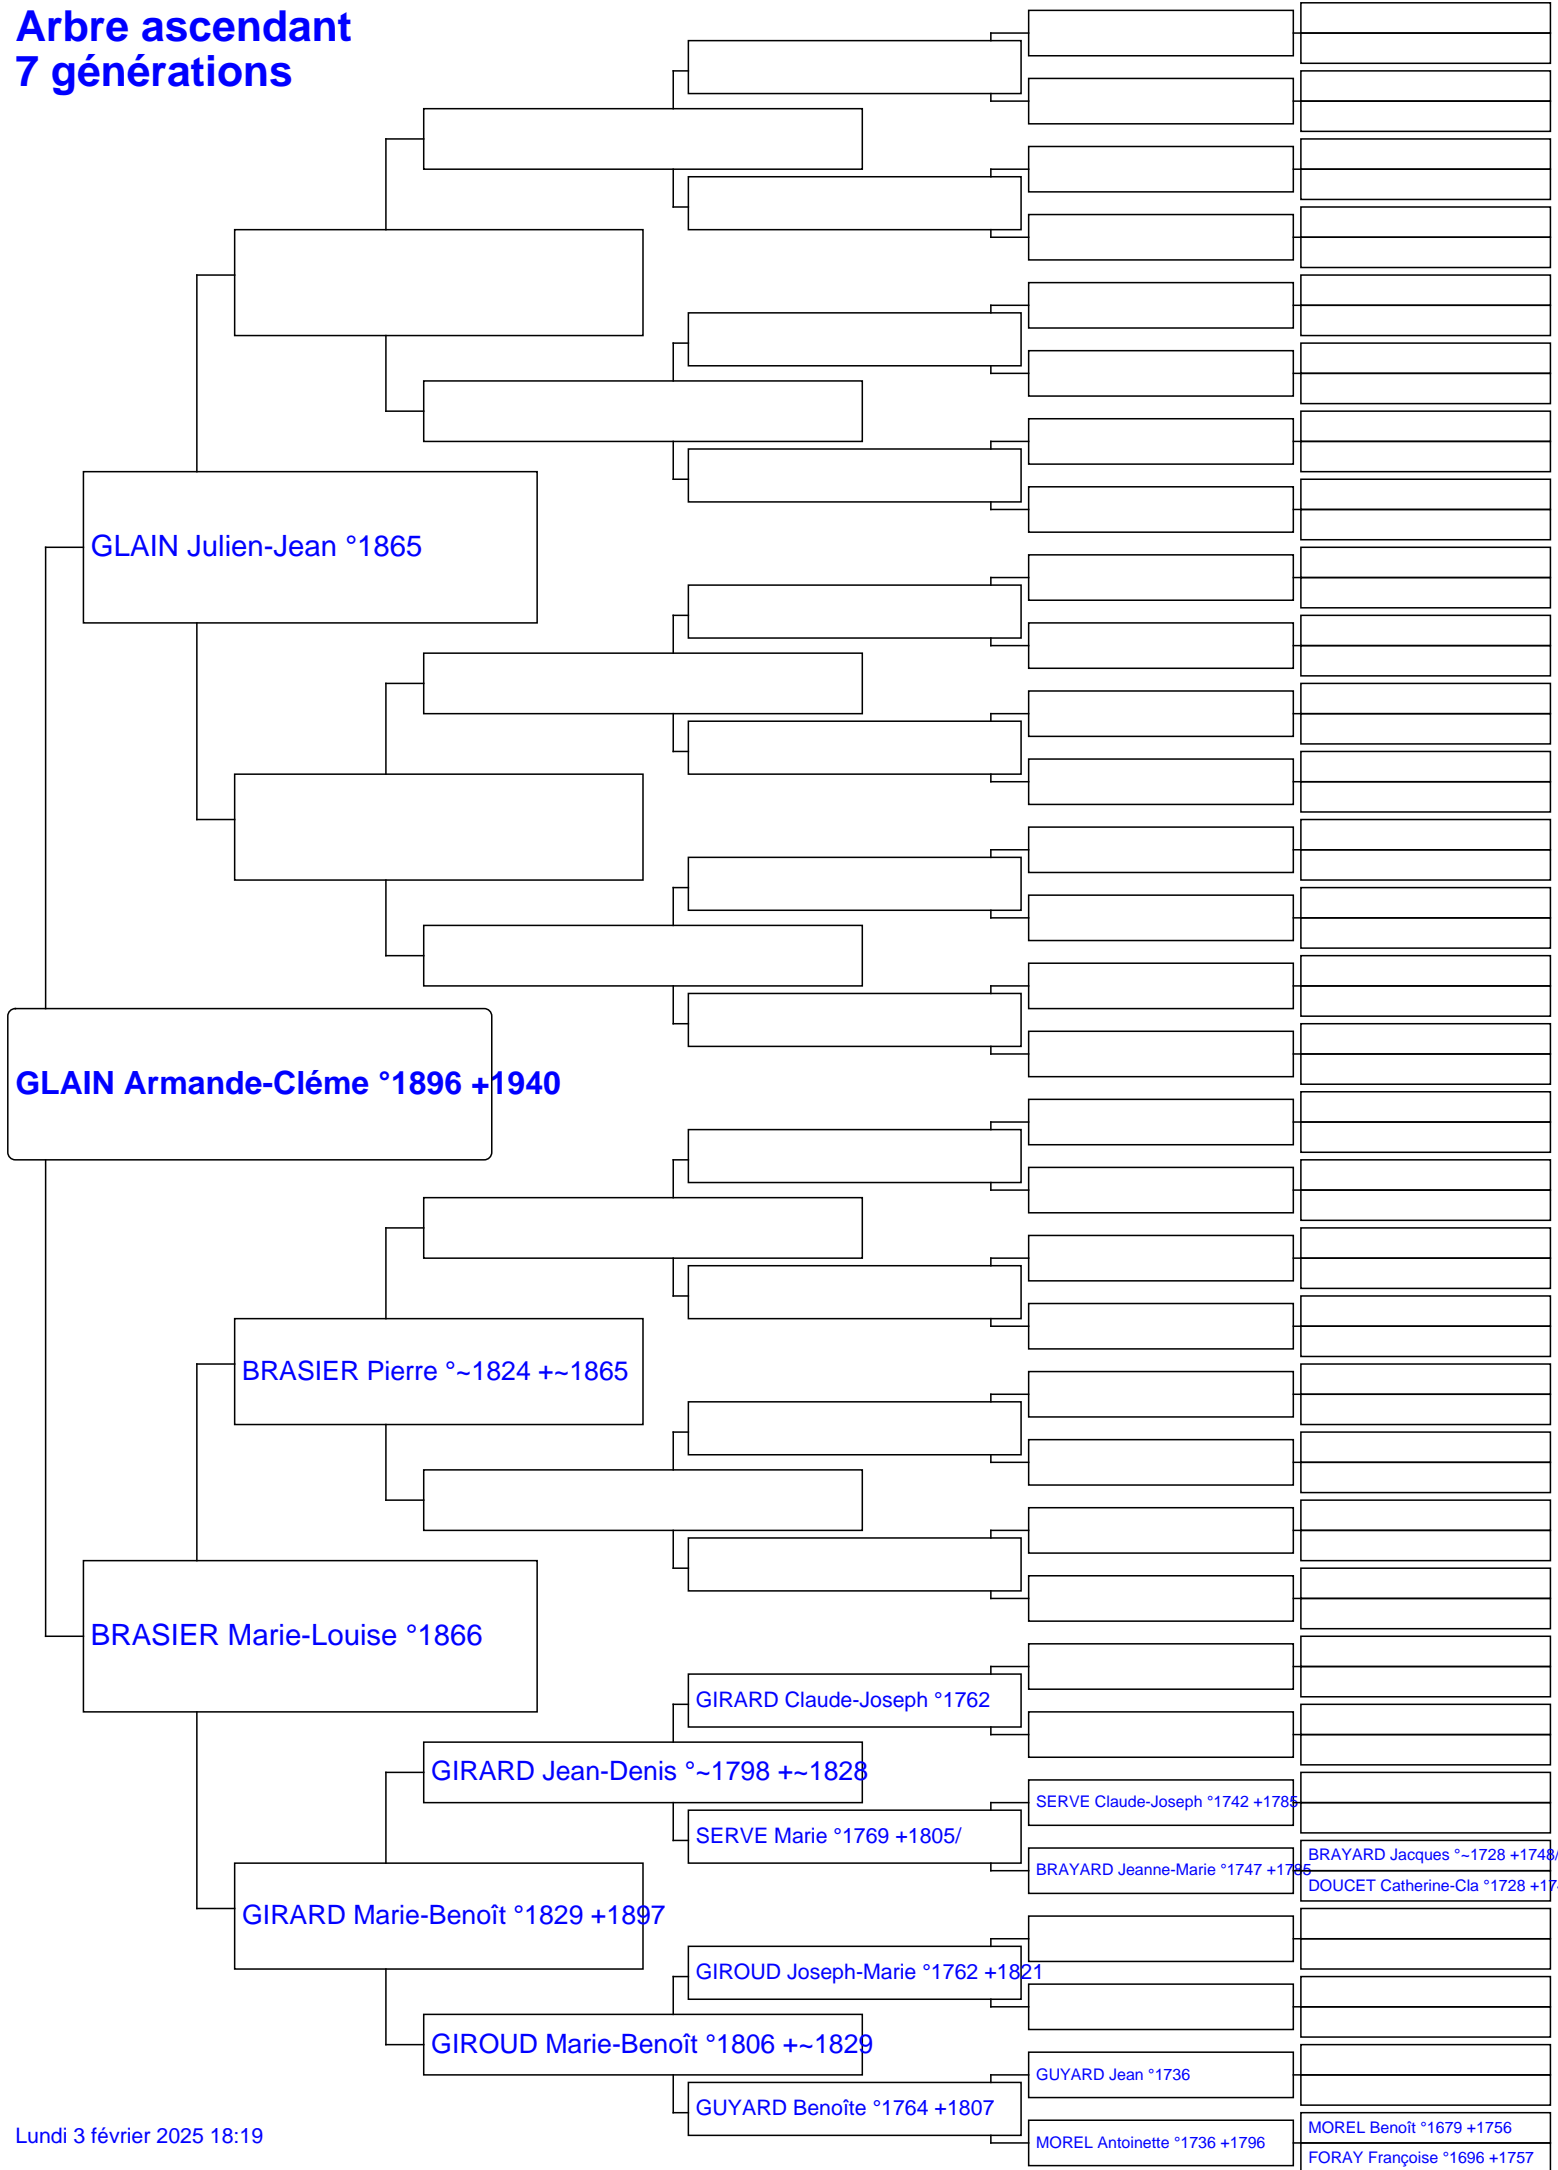 Arbre ascendant
7 générations
GLAIN Julien-Jean °1865
GLAIN Armande-Cléme °1896 +1940
BRASIER Pierre °~1824 +~1865
BRASIER Marie-Louise °1866
GIRARD Claude-Joseph °1762
GIRARD Jean-Denis °~1798 +~1828
SERVE Claude-Joseph °1742 +1785
SERVE Marie °1769 +1805/
BRAYARD Jacques °~1728 +1748/
BRAYARD Jeanne-Marie °1747 +1785
DOUCET Catherine-Cla °1728
GIRARD Marie-Benoît °1829 +1897
GIROUD Joseph-Marie °1762 +1821
GIROUD Marie-Benoît °1806 +~1829
GUYARD Jean °1736
GUYARD Benoîte °1764 +1807
MOREL Benoît °1679 +1756
MOREL Antoinette °1736 +1796
FORAY Françoise °1696 +1757
Lundi 3 février 2025 18:19